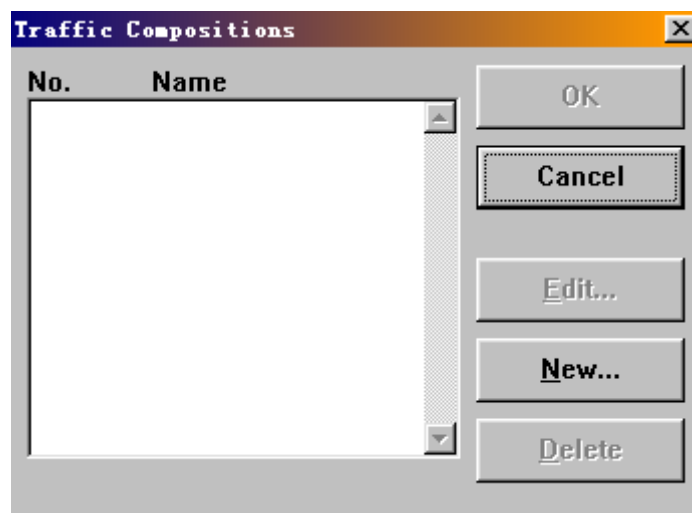 Traffic Compositions
No. Name
OK
Cancel
Edit...
New...
Delete